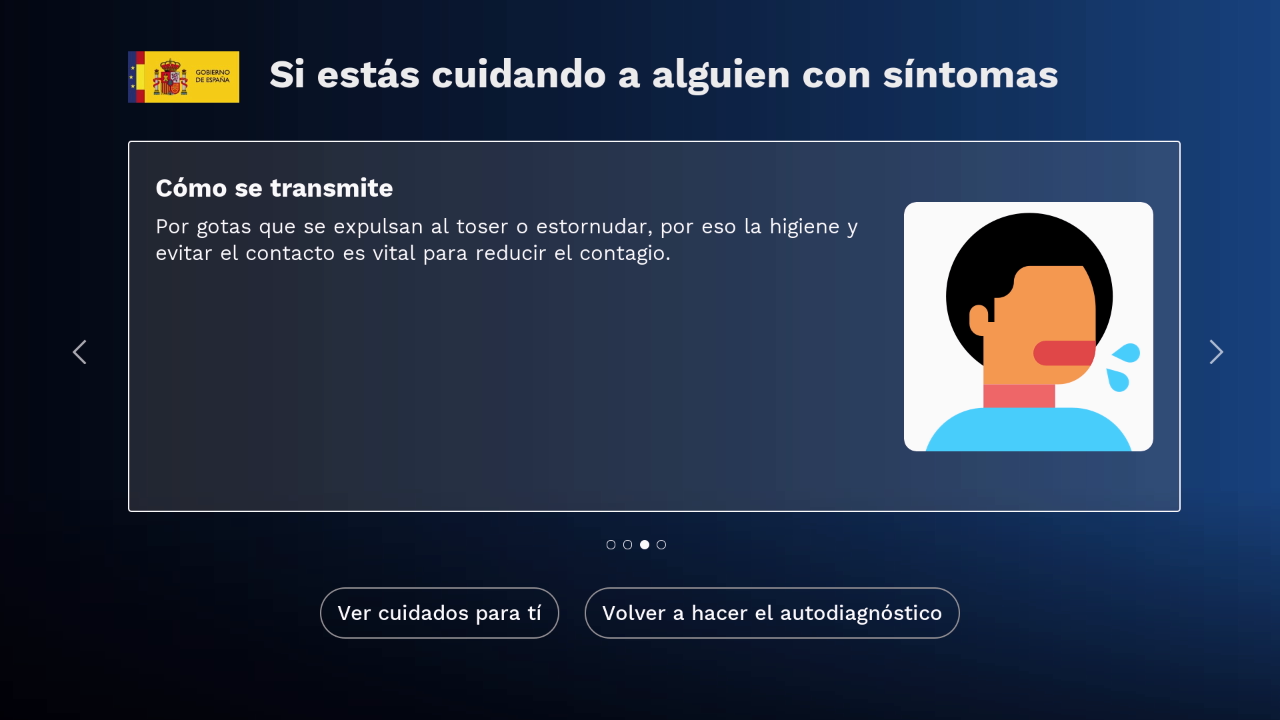 GOBIERNO
DE ESPAÑA
Si estás cuidando a alguien con síntomas
Cómo se transmite
Por gotas que se expulsan al toser o estornudar, por eso la higiene y
evitar el contacto es vital para reducir el contagio.
Ver cuidados para tí
Volver a hacer el autodiagnóstico